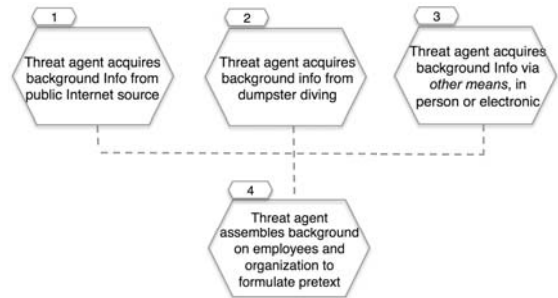 1
Threat agent acquires
background Info from
public Internet source
2
Threat agent acquires
background info from
dumpster diving
3
Threat agent acquires
background Info via
other means, in
person or electronic
4
Threat agent
assembles background
on employees and
organization to
formulate pretext